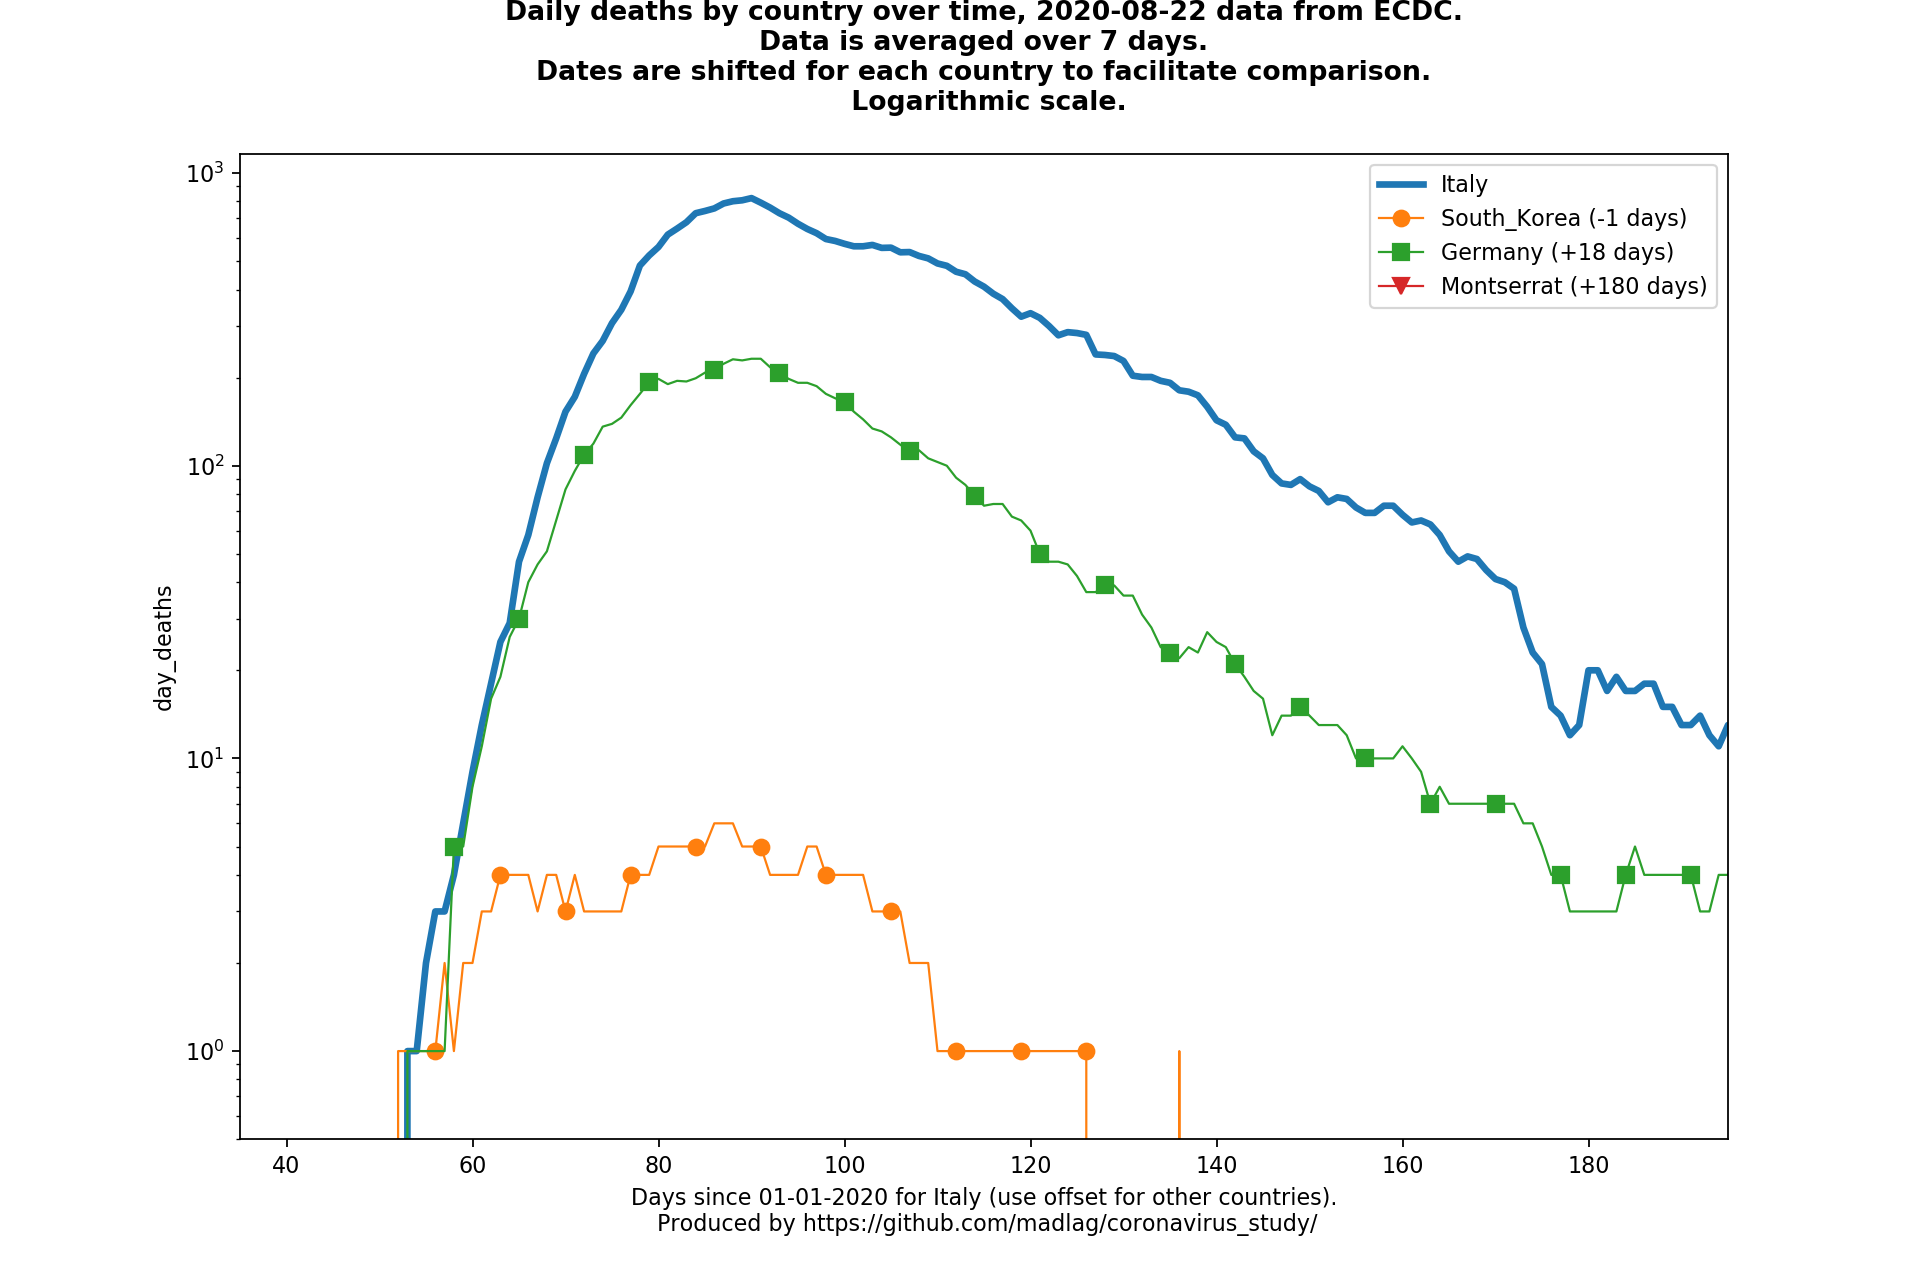 Daily deaths by country over time, 2020-08-22 data from ECDC.
Data is averaged over 7 days.
Dates are shifted for each country to facilitate comparison.
Logarithmic scale.
10³
10²
10¹
10⁰
day_deaths
Italy
South_Korea (-1 days)
Germany (+18 days)
Montserrat (+180 days)
40 60 80 100 120 140 160 180
Days since 01-01-2020 for Italy (use offset for other countries).
Produced by https://github.com/madlag/coronavirus_study/